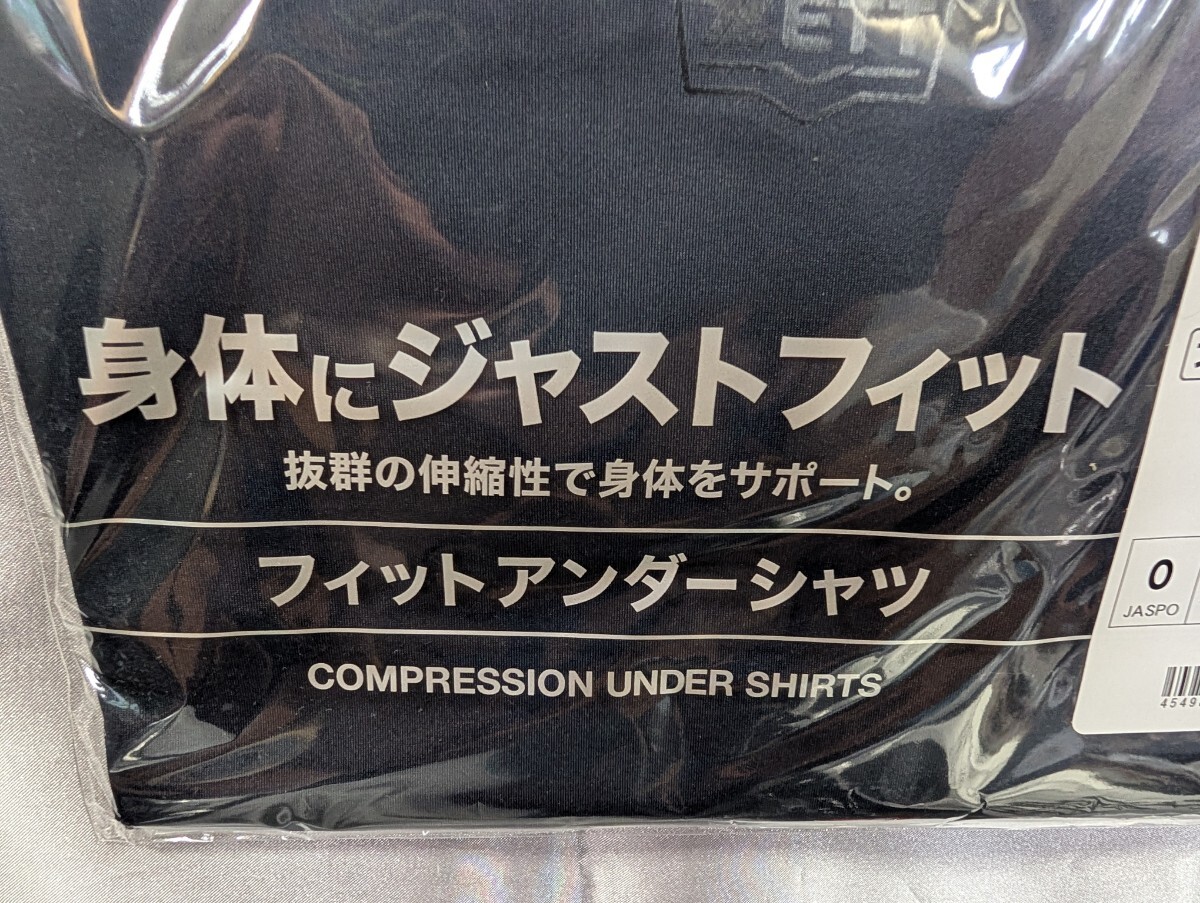 ETT
身体にジャストフィット
抜群の伸縮性で身体をサポート。
フィットアンダーシャツ
COMPRESSION UNDER SHIRTS
0
JASPO
4549